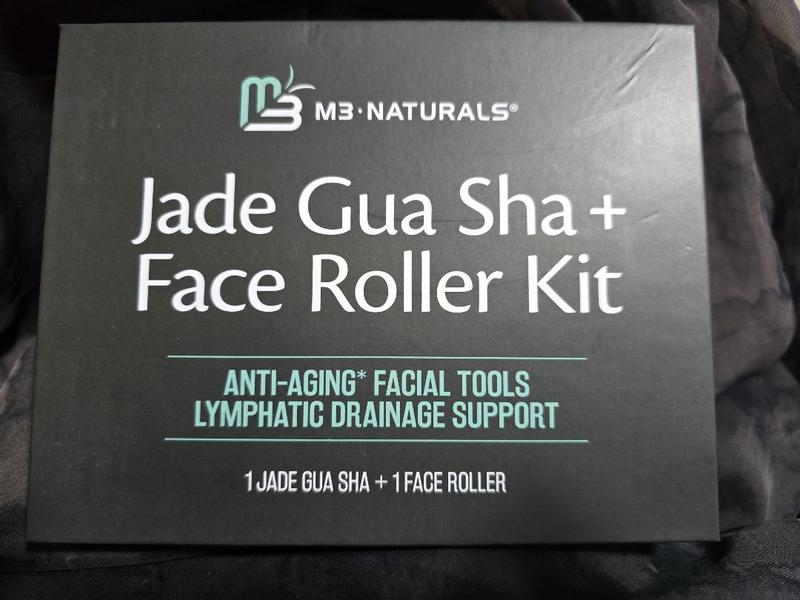 M3 M3·NATURALS®
Jade Gua Sha +
Face Roller Kit
ANTI-AGING* FACIAL TOOLS
LYMPHATIC DRAINAGE SUPPORT
1 JADE GUA SHA + 1 FACE ROLLER